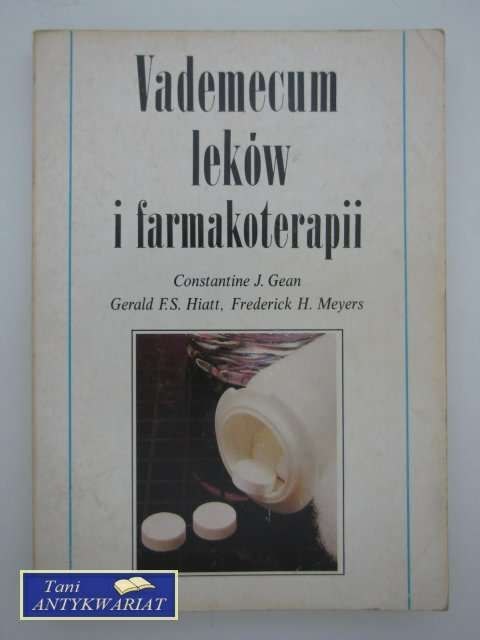 Vademecum
leków
i farmakoterapii
Constantine J. Gean
Gerald F.S. Hiatt, Frederick H. Meyers
Tani
ANTYKWARIAT